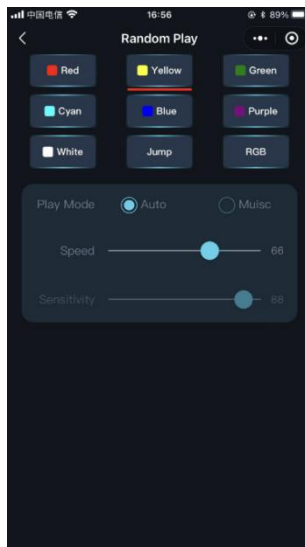 中国电信 16:56 89%
Random Play
Red Yellow Green
Cyan Blue Purple
White Jump RGB
Play Mode Auto Muisc
Speed 66
Sensitivity 68